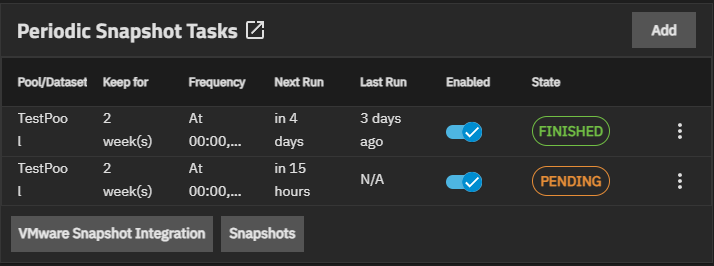 Periodic Snapshot Tasks
Add
Pool/Dataset Keep for Frequency Next Run Last Run Enabled State
TestPoo 2 At in 4 3 days FINISHED
l week(s) 00:00,... days ago
TestPoo 2 At in 15 N/A PENDING
l week(s) 00:00,... hours
VMware Snapshot Integration Snapshots